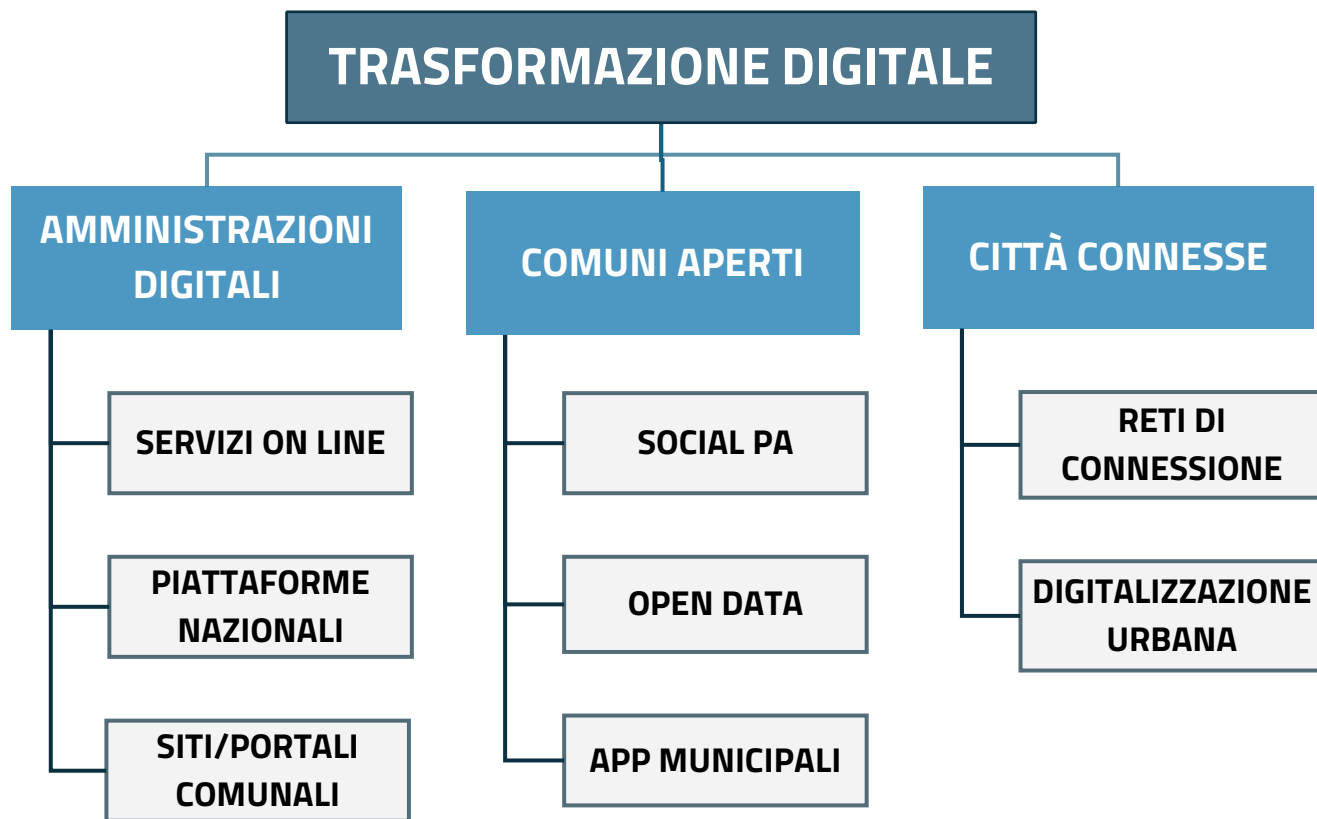 TRASFORMAZIONE DIGITALE
AMMINISTRAZIONI
DIGITALI
SERVIZI ON LINE
PIATTAFORME
NAZIONALI
SITI/PORTALI
COMUNALI
COMUNI APERTI
SOCIAL PA
OPEN DATA
APP MUNICIPALI
CITTÀ CONNESSE
RETI DI
CONNESSIONE
DIGITALIZZAZIONE
URBANA